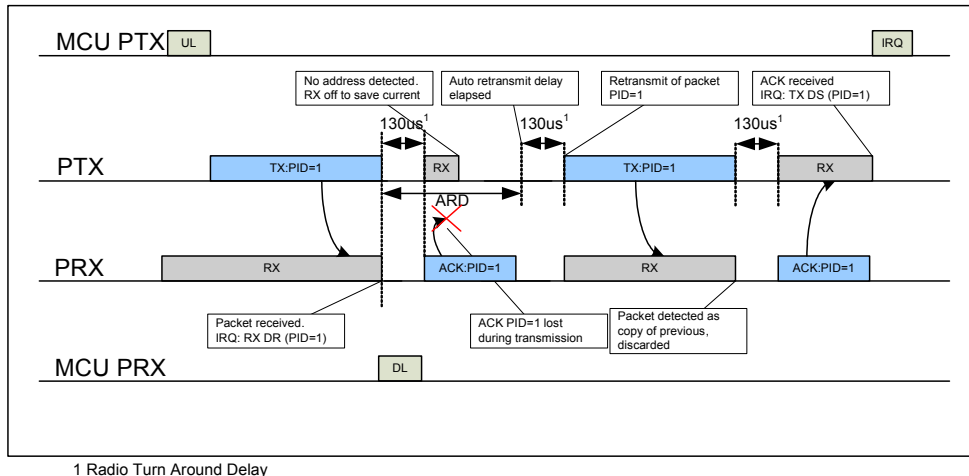 MCU PTX
UL
IRQ
No address detected.
RX off to save current
Auto retransmit delay
elapsed
Retransmit of packet
PID=1
ACK received
IRQ: TX DS (PID=1)
130us1
130us1
130us1
PTX
TX:PID=1
RX
TX:PID=1
RX
ARD
PRX
RX
ACK:PID=1
RX
ACK:PID=1
Packet received.
IRQ: RX DR (PID=1)
ACK PID=1 lost
during transmission
Packet detected as
copy of previous,
discarded
MCU PRX
DL
1 Radio Turn Around Delay